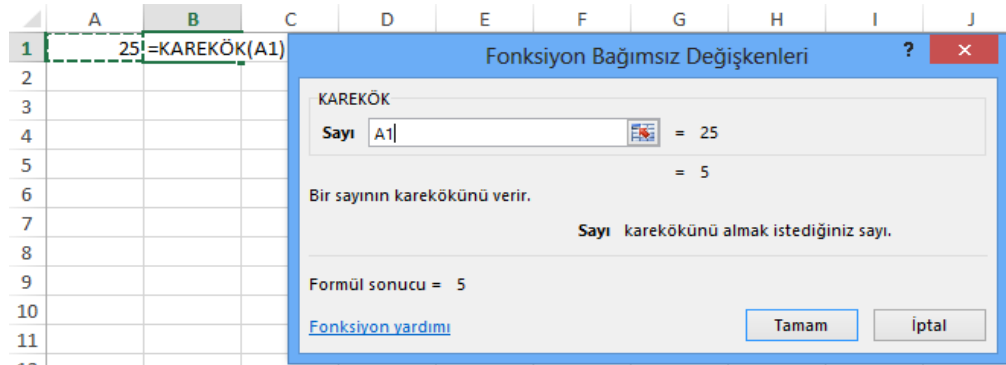 A B C D E F G H I J
1 25 =KAREKÖK(A1)
Fonksiyon Bağımsız Değişkenleri ? ×
2
3 KAREKÖK
4 Sayı A1 = 25
5 = 5
6 Bir sayının karekökünü verir.
7 Sayı karekökünü almak istediğiniz sayı.
8
9 Formül sonucu = 5
10
11 Fonksiyon yardımı Tamam İptal